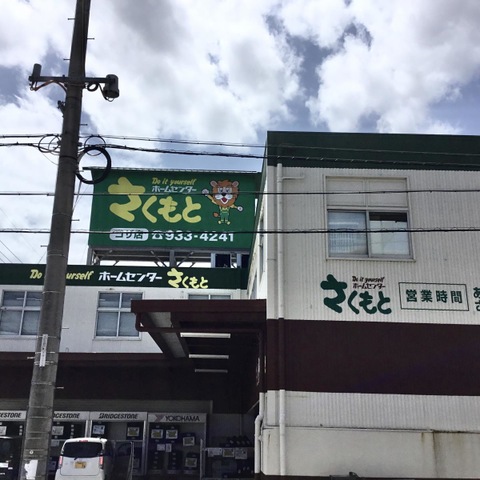 Do it yourself
ホームセンター
さくもと
コザ店 ☎933-4241
Do it yourself ホームセンター さくもと
Do it yourself
ホームセンター
さくもと
営業時間
BRIDGESTONE
BRIDGESTONE
YOKOHAMA